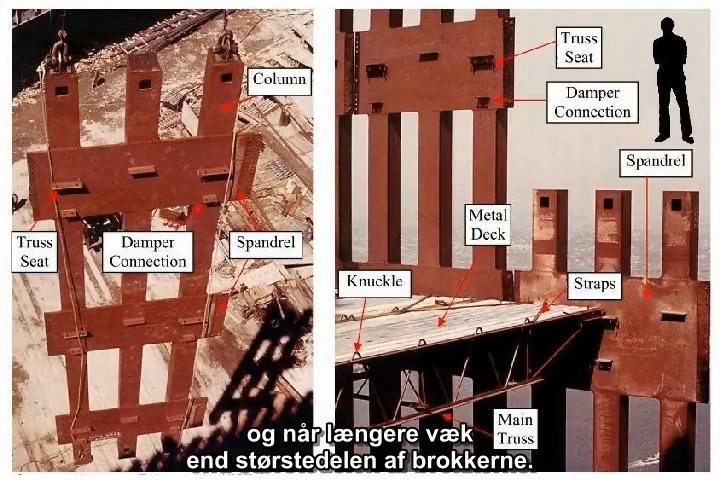 Column
Truss
Seat
Damper
Connection
Spandrel
Truss
Seat
Damper
Connection
Spandrel
Metal
Deck
Knuckle
Straps
Main
Truss
og når længere væk
end størstedelen af brokkerne.